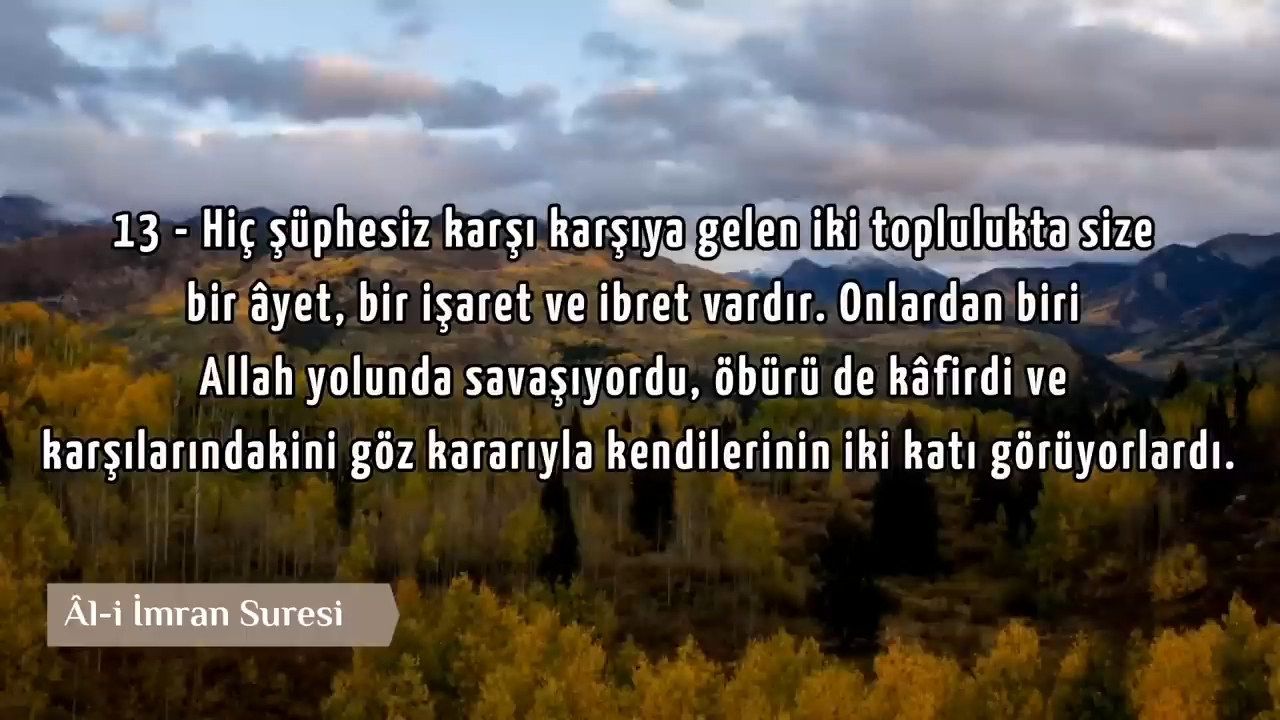 13 - Hiç şüphesiz karşı karşıya gelen iki toplulukta size
bir âyet, bir işaret ve ibret vardır. Onlardan biri
Allah yolunda savaşıyordu, öbürü de kâfirdi ve
karşılarındakini göz kararıyla kendilerinin iki katı görüyorlardı.
Âl-i İmran Suresi